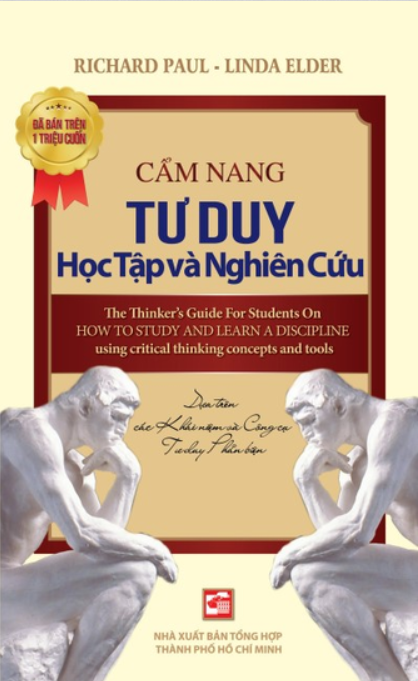 RICHARD PAUL - LINDA ELDER
ĐÃ BÁN TRÊN
1 TRIỆU CUỐN
CẨM NANG
TƯ DUY
Học Tập và Nghiên Cứu
The Thinker's Guide For Students On
HOW TO STUDY AND LEARN A DISCIPLINE
using critical thinking concepts and tools
Dựa trên
các Khái niệm và Công cụ
Tư duy Phản biện
NHÀ XUẤT BẢN TỔNG HỢP
THÀNH PHỐ HỒ CHÍ MINH